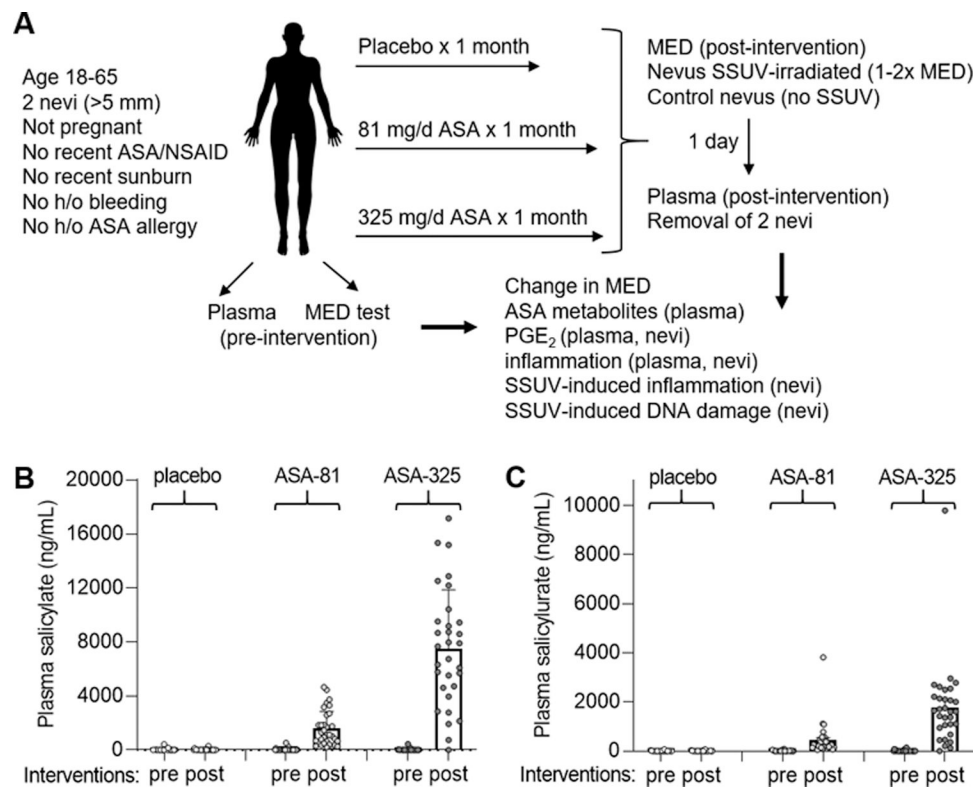 A
Age 18-65
2 nevi (>5 mm)
Not pregnant
No recent ASA/NSAID
No recent sunburn
No h/o bleeding
No h/o ASA allergy
Placebo x 1 month
81 mg/d ASA x 1 month
325 mg/d ASA x 1 month
MED (post-intervention)
Nevus SSUV-irradiated (1-2x MED)
Control nevus (no SSUV)
1 day
Plasma (post-intervention)
Removal of 2 nevi
Plasma MED test
(pre-intervention)
Change in MED
ASA metabolites (plasma)
PGE₂ (plasma, nevi)
inflammation (plasma, nevi)
SSUV-induced inflammation (nevi)
SSUV-induced DNA damage (nevi)
B
Plasma salicylate (ng/mL)
20000
16000
12000
8000
4000
0
placebo ASA-81 ASA-325
Interventions: pre post pre post pre post
C
Plasma salicylurate (ng/mL)
10000
8000
6000
4000
2000
0
placebo ASA-81 ASA-325
Interventions: pre post pre post pre post